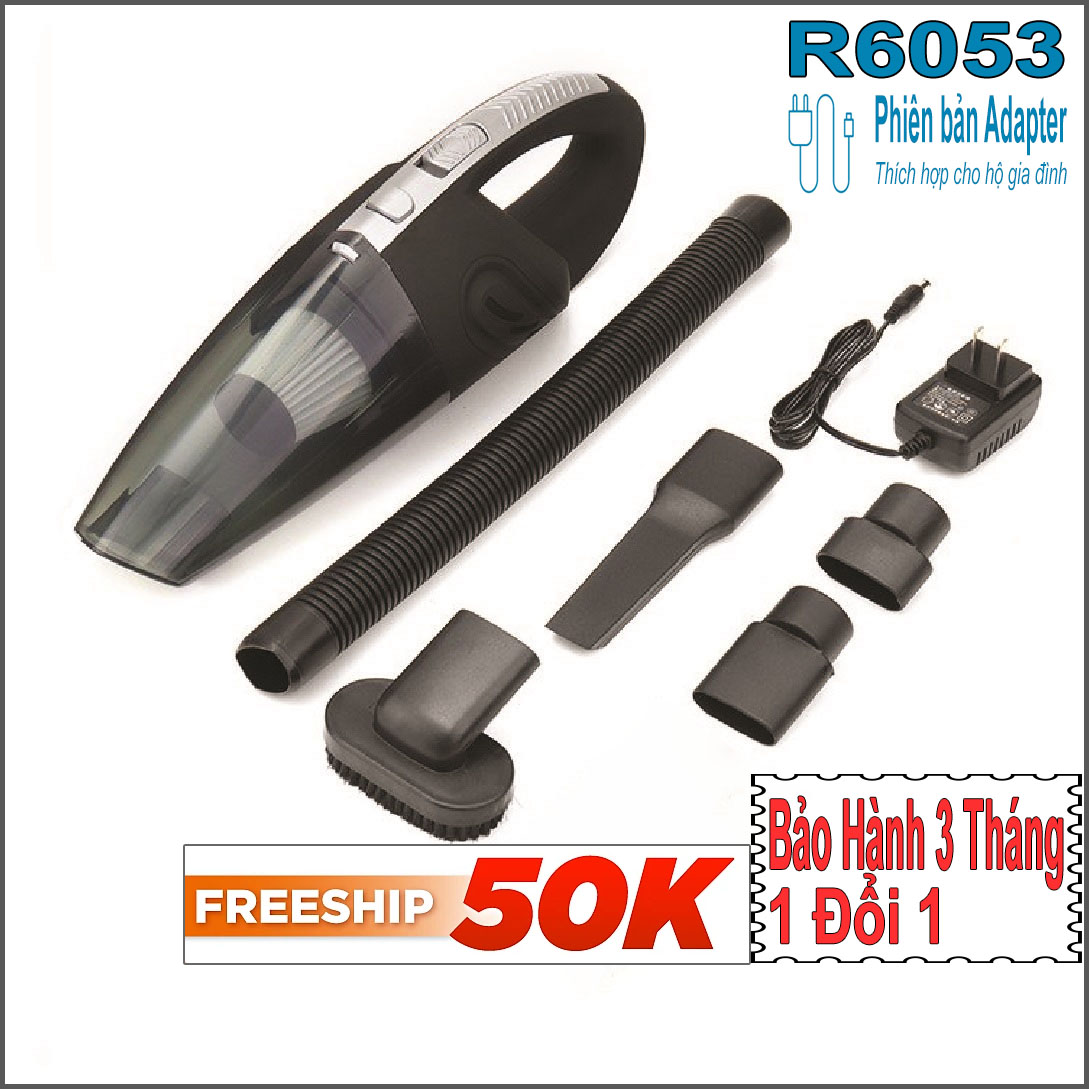 R6053
Phiên bản Adapter
Thích hợp cho hộ gia đình
Bảo Hành 3 Tháng
1 Đổi 1
FREESHIP 50K